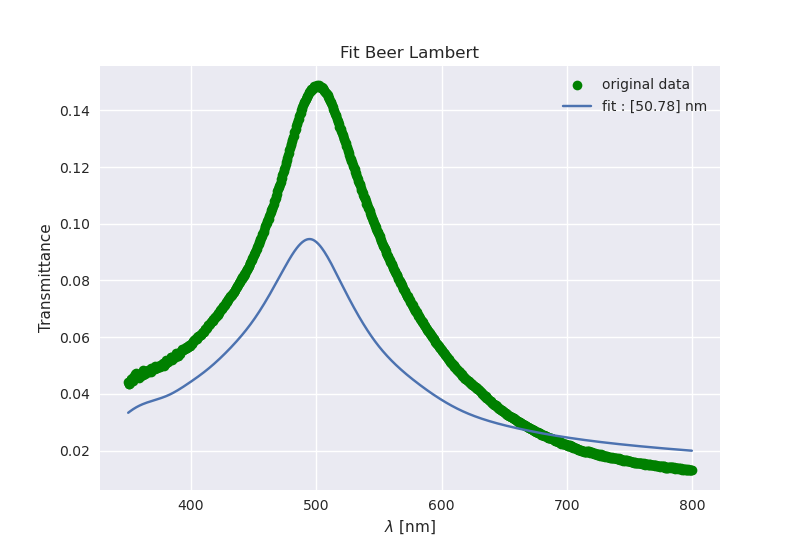 Fit Beer Lambert
original data
fit : [50.78] nm
Transmittance
0.14
0.12
0.10
0.08
0.06
0.04
0.02
400 500 600 700 800
λ [nm]